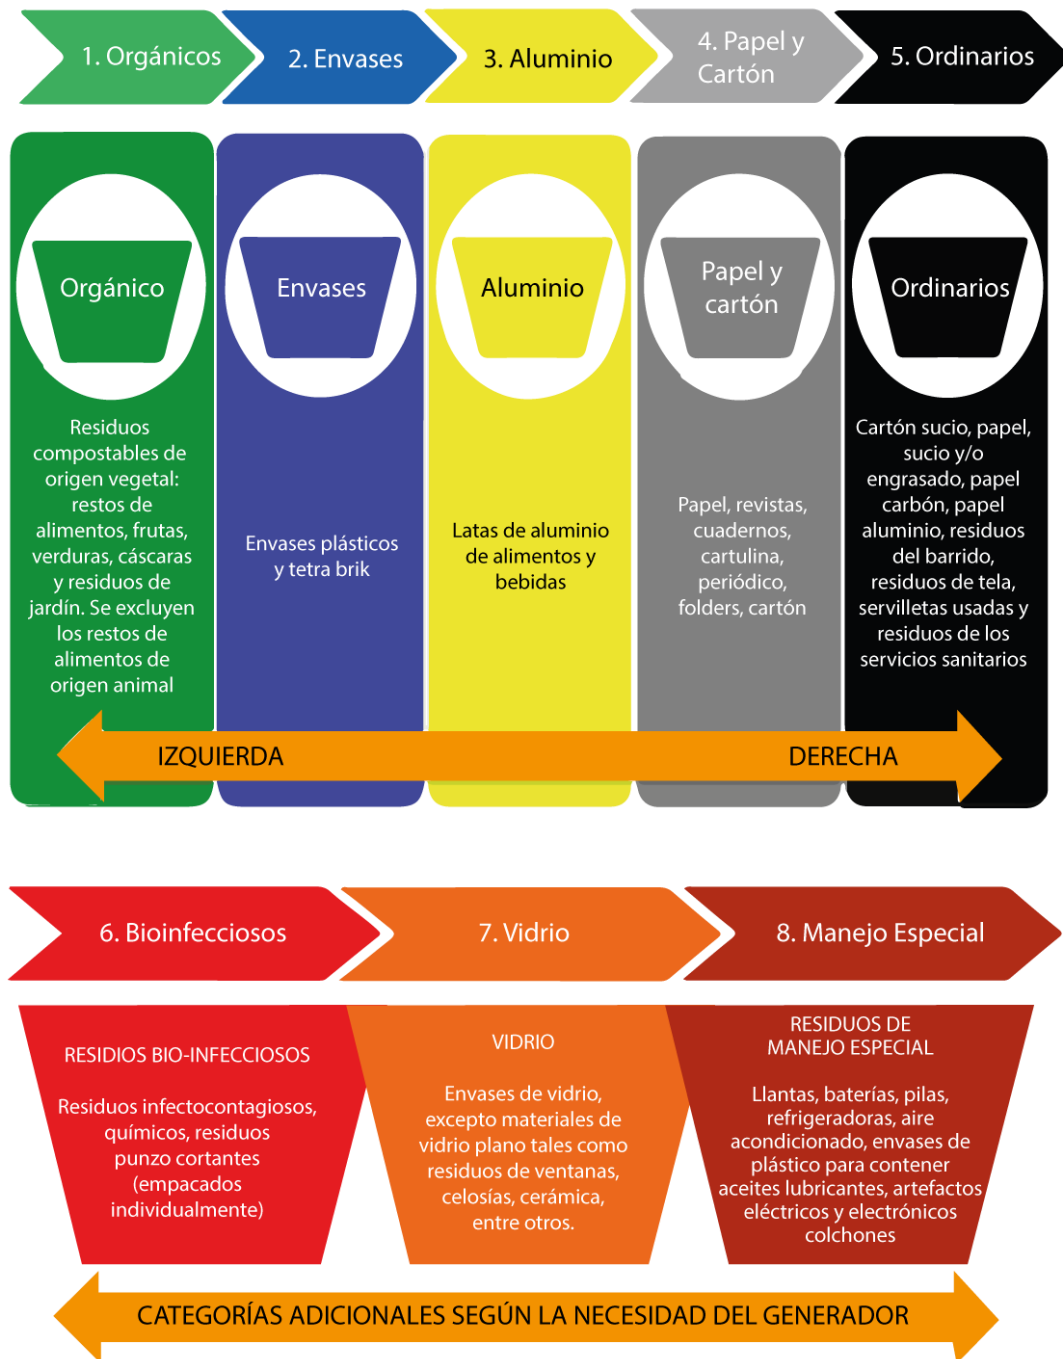 1. Orgánicos
2. Envases
3. Aluminio
4. Papel y
Cartón
5. Ordinarios
Orgánico
Residuos
compostables de
origen vegetal:
restos de
alimentos, frutas,
verduras, cáscaras
y residuos de
jardín. Se excluyen
los restos de
alimentos de
origen animal
Envases
Envases plásticos
y tetra brik
Aluminio
Latas de aluminio
de alimentos y
bebidas
Papel y
cartón
Papel, revistas,
cuadernos,
cartulina,
periódico,
folders, cartón
Ordinarios
Cartón sucio, papel,
sucio y/o
engrasado, papel
carbón, papel
aluminio, residuos
del barrido,
residuos de tela,
servilletas usadas y
residuos de los
servicios sanitarios
IZQUIERDA
DERECHA
6. Bioinfecciosos
7. Vidrio
8. Manejo Especial
RESIDIOS BIO-INFECCIOSOS
Residuos infectocontagiosos,
químicos, residuos
punzo cortantes
(empacados
individualmente)
VIDRIO
Envases de vidrio,
excepto materiales de
vidrio plano tales como
residuos de ventanas,
celosías, cerámica,
entre otros.
RESIDUOS DE
MANEJO ESPECIAL
Llantas, baterías, pilas,
refrigeradoras, aire
acondicionado, envases de
plástico para contener
aceites lubricantes, artefactos
eléctricos y electrónicos
colchones
CATEGORÍAS ADICIONALES SEGÚN LA NECESIDAD DEL GENERADOR